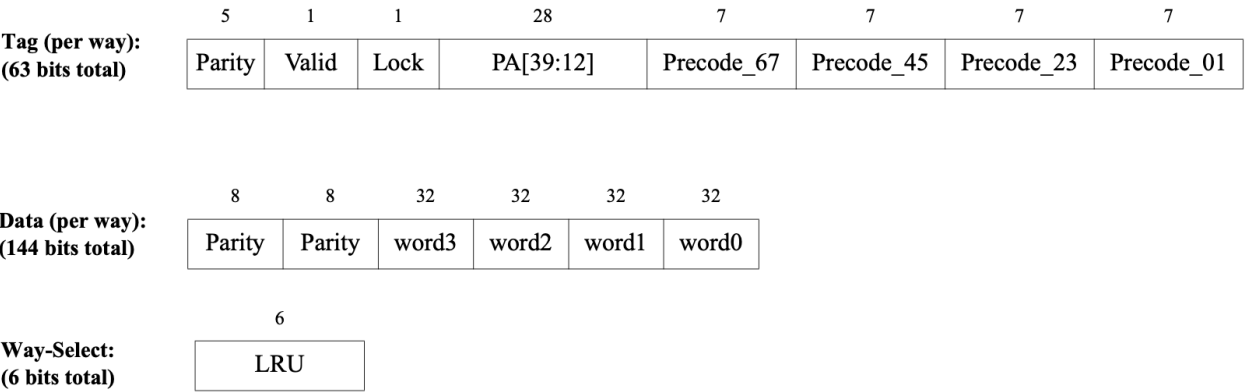 5 1 1 28 7 7 7 7
Tag (per way):
(63 bits total)
Parity Valid Lock PA[39:12] Precode_67 Precode_45 Precode_23 Precode_01
8 8 32 32 32 32
Data (per way):
(144 bits total)
Parity Parity word3 word2 word1 word0
6
Way-Select:
(6 bits total)
LRU